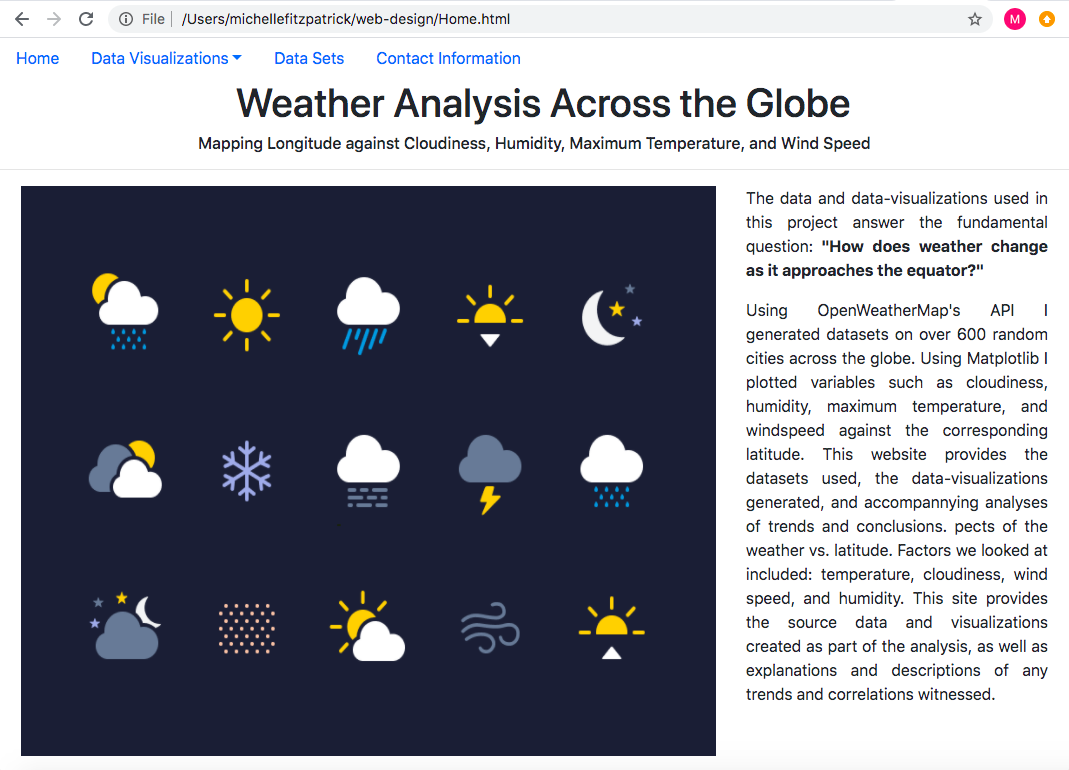 File | /Users/michellefitzpatrick/web-design/Home.html
M
Home Data Visualizations Data Sets Contact Information
Weather Analysis Across the Globe
Mapping Longitude against Cloudiness, Humidity, Maximum Temperature, and Wind Speed
The data and data-visualizations used in
this project answer the fundamental
question: "How does weather change
as it approaches the equator?"
Using OpenWeatherMap's API I
generated datasets on over 600 random
cities across the globe. Using Matplotlib I
plotted variables such as cloudiness,
humidity, maximum temperature, and
windspeed against the corresponding
latitude. This website provides the
datasets used, the data-visualizations
generated, and accompannying analyses
of trends and conclusions. pects of the
weather vs. latitude. Factors we looked at
included: temperature, cloudiness, wind
speed, and humidity. This site provides
the source data and visualizations
created as part of the analysis, as well as
explanations and descriptions of any
trends and correlations witnessed.